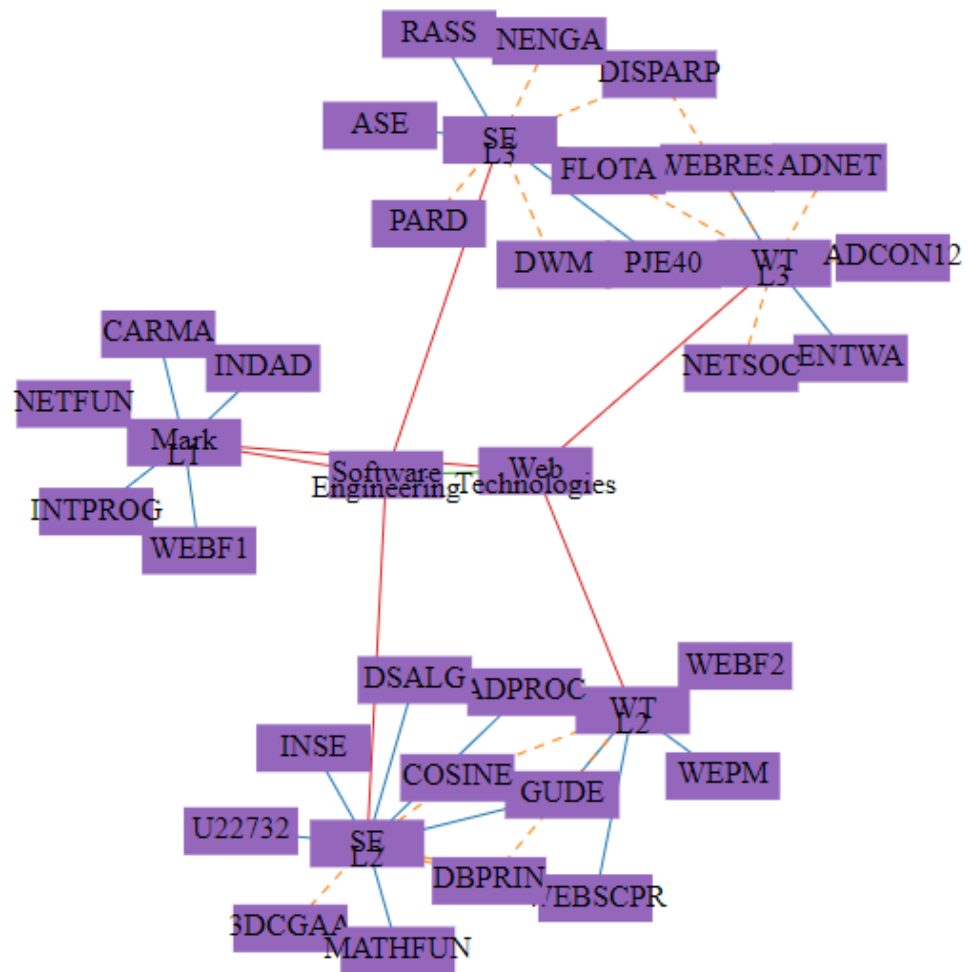 RASS
NENGA
DISPARP
ASE
SE
L3
FLOTA
WEBRES
ADNET
PARD
DWM
PJE40
WT
L3
ADCON12
CARMA
INDAD
NETSOC
ENTWA
NETFUN
Mark
L1
Software
Engineering
Web
Technologies
INTPROG
WEBF1
DSALG
ADPROC
WEBF2
WT
L2
INSE
COSINE
GUDE
WEPM
U22732
SE
L2
DBPRIN
WEBSCPR
3DCGAA
MATHFUN